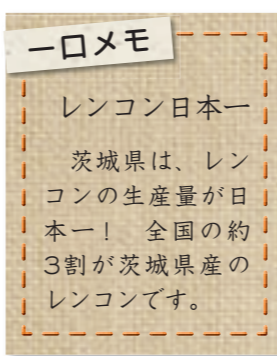 一口メモ
レンコン日本一
　茨城県は、レン
コンの生産量が日
本一！　全国の約
3割が茨城県産の
レンコンです。